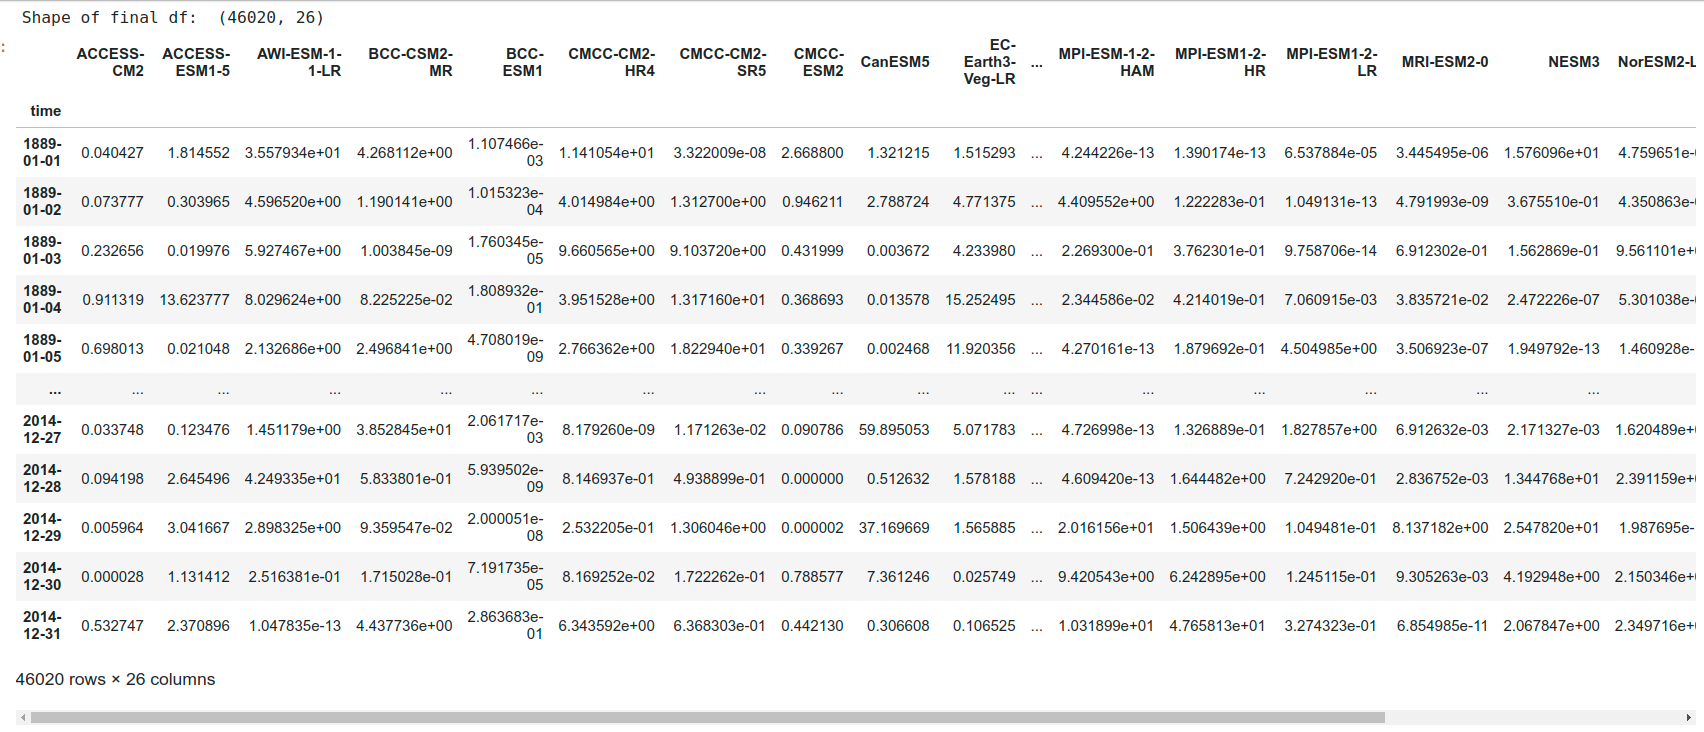 Shape of final df:  (46020, 26)
:
ACCESS-CM2 ACCESS-ESM1-5 AWI-ESM-1-1-LR BCC-CSM2-MR BCC-ESM1 CMCC-CM2-HR4 CMCC-CM2-SR5 CMCC-ESM2 CanESM5 EC-Earth3-Veg-LR ... MPI-ESM-1-2-HAM MPI-ESM1-2-HR MPI-ESM1-2-LR MRI-ESM2-0 NESM3 NorESM2-L
time
1889-01-01 0.040427 1.814552 3.557934e+01 4.268112e+00 1.107466e-03 1.141054e+01 3.322009e-08 2.668800 1.321215 1.515293 ... 4.244226e-13 1.390174e-13 6.537884e-05 3.445495e-06 1.576096e+01 4.759651e-
1889-01-02 0.073777 0.303965 4.596520e+00 1.190141e+00 1.015323e-04 4.014984e+00 1.312700e+00 0.946211 2.788724 4.771375 ... 4.409552e+00 1.222283e-01 1.049131e-13 4.791993e-09 3.675510e-01 4.350863e-
1889-01-03 0.232656 0.019976 5.927467e+00 1.003845e-09 1.760345e-05 9.660565e+00 9.103720e+00 0.431999 0.003672 4.233980 ... 2.269300e-01 3.762301e-01 9.758706e-14 6.912302e-01 1.562869e-01 9.561101e+
1889-01-04 0.911319 13.623777 8.029624e+00 8.225225e-02 1.808932e-01 3.951528e+00 1.317160e+01 0.368693 0.013578 15.252495 ... 2.344586e-02 4.214019e-01 7.060915e-03 3.835721e-02 2.472226e-07 5.301038e-
1889-01-05 0.698013 0.021048 2.132686e+00 2.496841e+00 4.708019e-09 2.766362e+00 1.822940e+01 0.339267 0.002468 11.920356 ... 4.270161e-13 1.879692e-01 4.504985e+00 3.506923e-07 1.949792e-13 1.460928e-
... ... ... ... ... ... ... ... ... ... ... ... ... ... ... ... ...
2014-12-27 0.033748 0.123476 1.451179e+00 3.852845e+01 2.061717e-03 8.179260e-09 1.171263e-02 0.090786 59.895053 5.071783 ... 4.726998e-13 1.326889e-01 1.827857e+00 6.912632e-03 2.171327e-03 1.620489e+
2014-12-28 0.094198 2.645496 4.249335e+01 5.833801e-01 5.939502e-09 8.146937e-01 4.938899e-01 0.000000 0.512632 1.578188 ... 4.609420e-13 1.644482e+00 7.242920e-01 2.836752e-03 1.344768e+01 2.391159e+
2014-12-29 0.005964 3.041667 2.898325e+00 9.359547e-02 2.000051e-08 2.532205e-01 1.306046e+00 0.000002 37.169669 1.565885 ... 2.016156e+01 1.506439e+00 1.049481e-01 8.137182e+00 2.547820e+01 1.987695e-
2014-12-30 0.000028 1.131412 2.516381e-01 1.715028e-01 7.191735e-05 8.169252e-02 1.722262e-01 0.788577 7.361246 0.025749 ... 9.420543e+00 6.242895e+00 1.245115e-01 9.305263e-03 4.192948e+00 2.150346e+
2014-12-31 0.532747 2.370896 1.047835e-13 4.437736e+00 2.863683e-01 6.343592e+00 6.368303e-01 0.442130 0.306608 0.106525 ... 1.031899e+01 4.765813e+01 3.274323e-01 6.854985e-11 2.067847e+00 2.349716e+
46020 rows × 26 columns